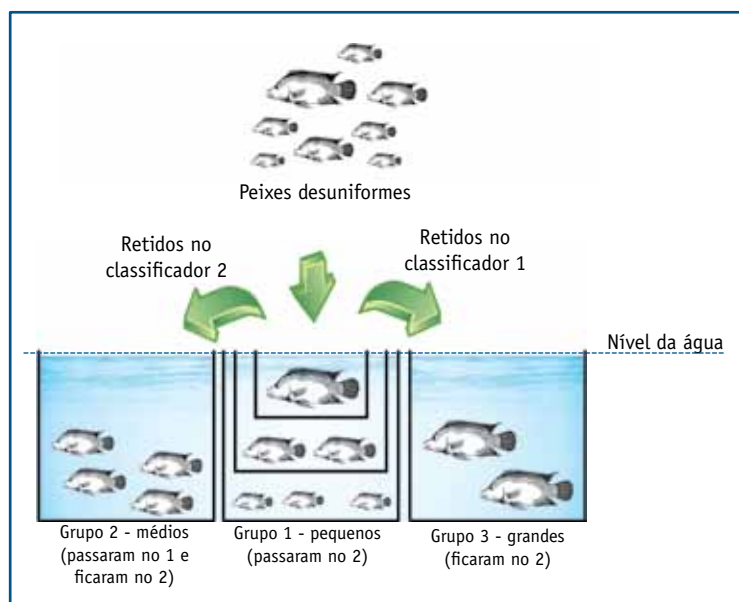 Peixes desuniformes
Retidos no
classificador 2
Retidos no
classificador 1
Nível da água
Grupo 2 - médios
(passaram no 1 e
ficaram no 2)
Grupo 1 - pequenos
(passaram no 2)
Grupo 3 - grandes
(ficaram no 2)